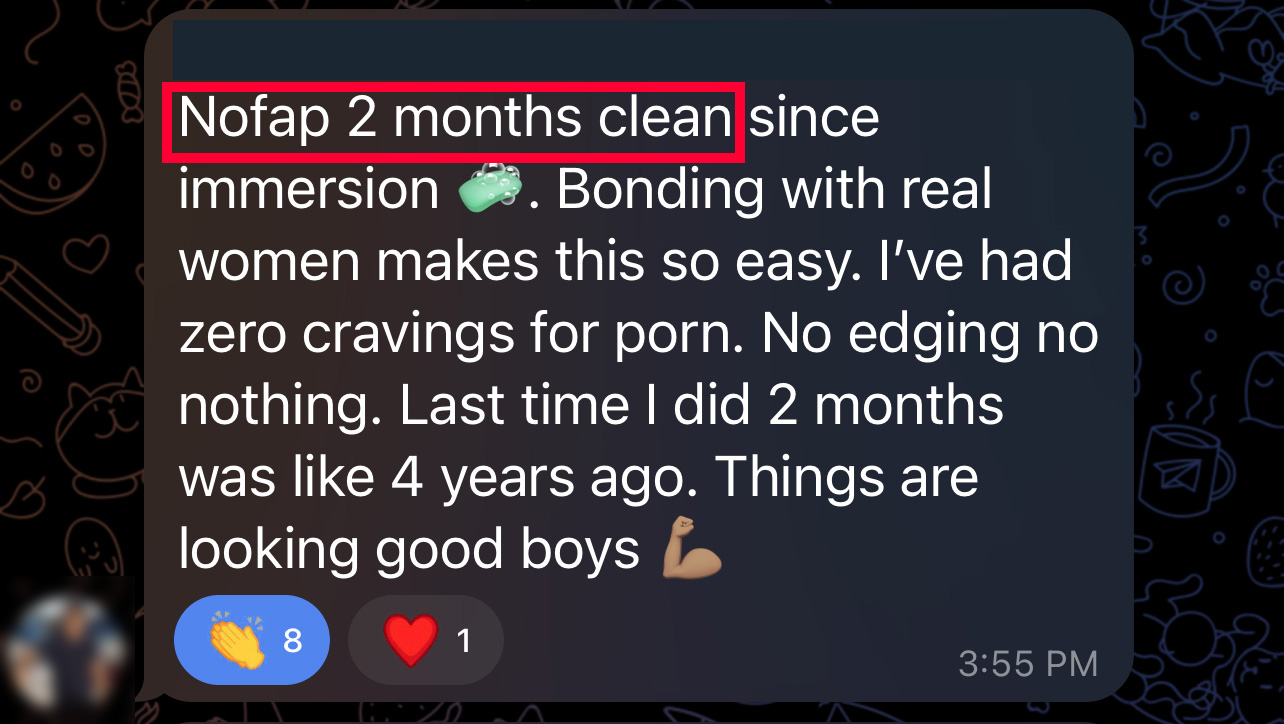 Nofap 2 months clean since
immersion 🧼. Bonding with real
women makes this so easy. I’ve had
zero cravings for porn. No edging no
nothing. Last time I did 2 months
was like 4 years ago. Things are
looking good boys 💪🏽
👏 8 ❤️ 1
3:55 PM